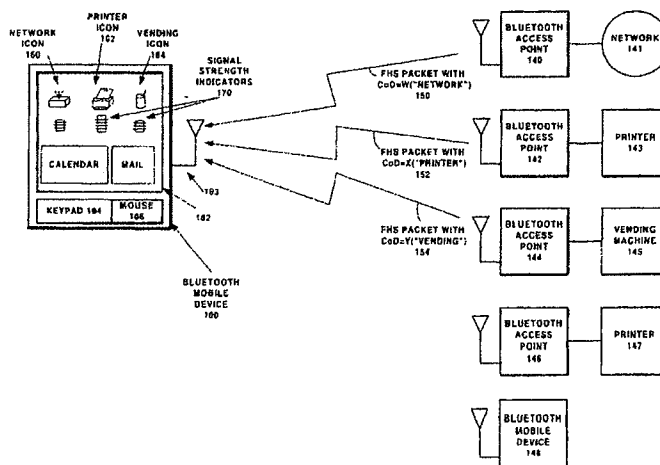 NETWORK
ICON
160
PRINTER
ICON
162
VENDING
ICON
164
SIGNAL
STRENGTH
INDICATORS
170
CALENDAR
MAIL
KEYPAD 104
MOUSE
106
103
102
BLUETOOTH
MOBILE
DEVICE
100
FHS PACKET WITH
CoD=W("NETWORK")
150
FHS PACKET WITH
CoD=X("PRINTER")
152
FHS PACKET WITH
CoD=Y("VENDING")
154
BLUETOOTH
ACCESS
POINT
140
NETWORK
141
BLUETOOTH
ACCESS
POINT
142
PRINTER
143
BLUETOOTH
ACCESS
POINT
144
VENDING
MACHINE
145
BLUETOOTH
ACCESS
POINT
146
PRINTER
147
BLUETOOTH
MOBILE
DEVICE
148